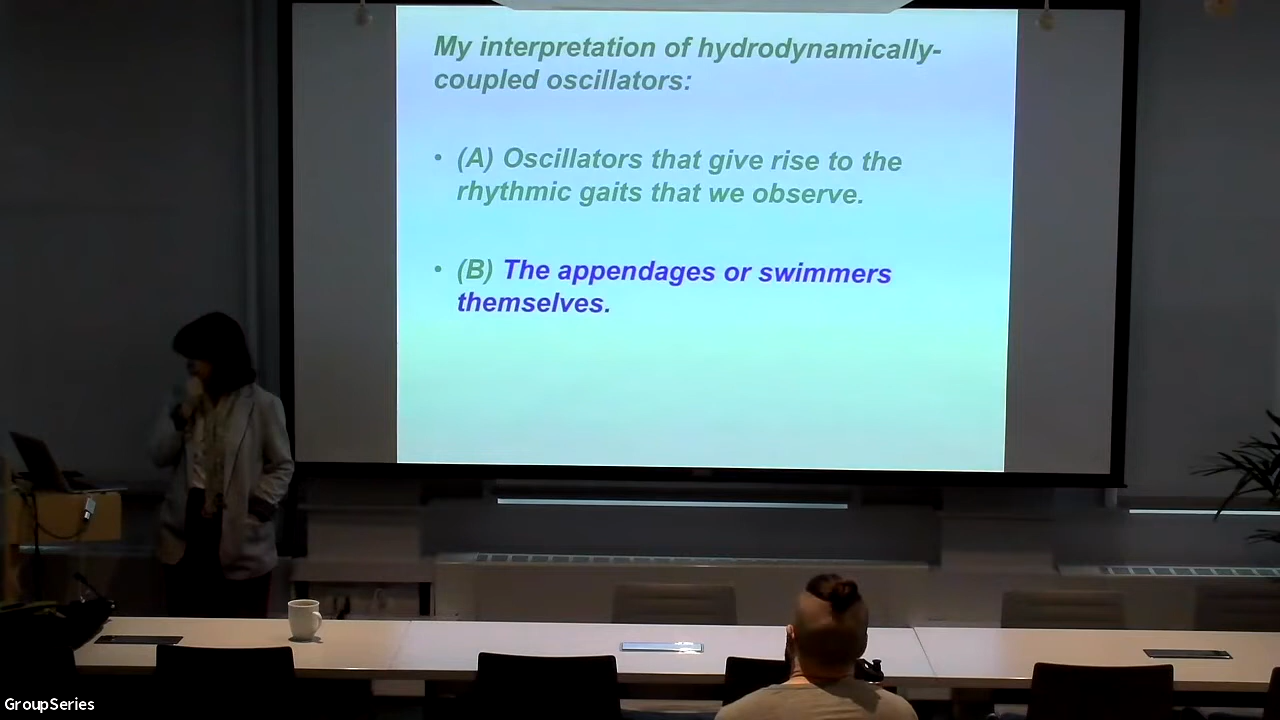 My interpretation of hydrodynamically-
coupled oscillators:
• (A) Oscillators that give rise to the
rhythmic gaits that we observe.
• (B) The appendages or swimmers
themselves.
GroupSeries